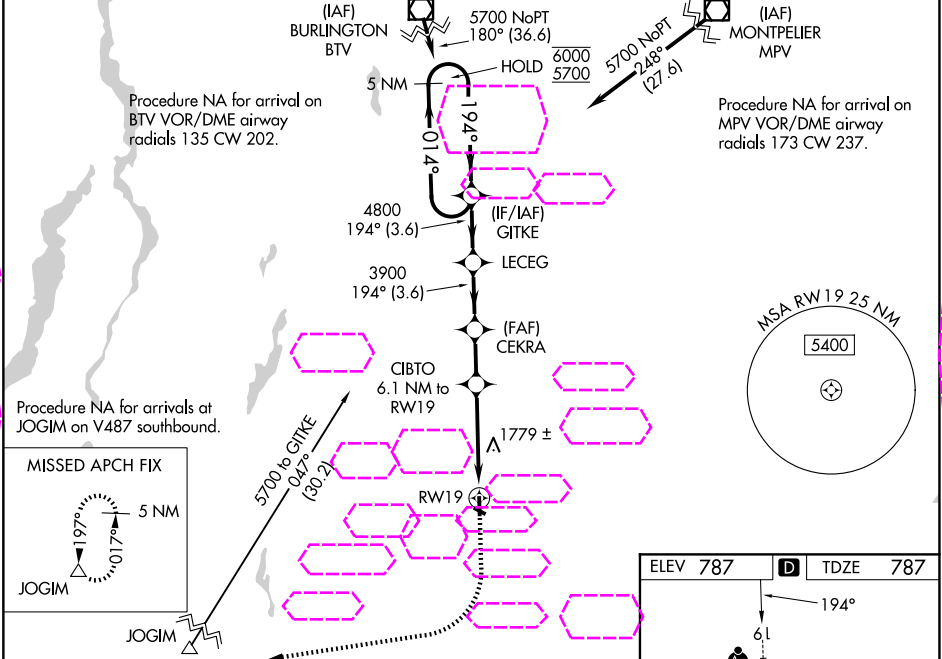 (IAF)
BURLINGTON
BTV
5700 NoPT
180° (36.6)
(IAF)
MONTPELIER
MPV
5700 NoPT
248°
(27.6)
HOLD
6000
5700
5 NM
194°
014°
Procedure NA for arrival on
BTV VOR/DME airway
radials 135 CW 202.
Procedure NA for arrival on
MPV VOR/DME airway
radials 173 CW 237.
4800
194° (3.6)
(IF/IAF)
GITKE
LECEG
3900
194° (3.6)
(FAF)
CEKRA
CIBTO
6.1 NM to
RW19
1779 ±
RW19
MSA RW19 25 NM
5400
Procedure NA for arrivals at
JOGIM on V487 southbound.
5700 to GITKE
047°
(30.2)
MISSED APCH FIX
5 NM
197°
017°
JOGIM
JOGIM
ELEV 787
D
TDZE 787
194°
19